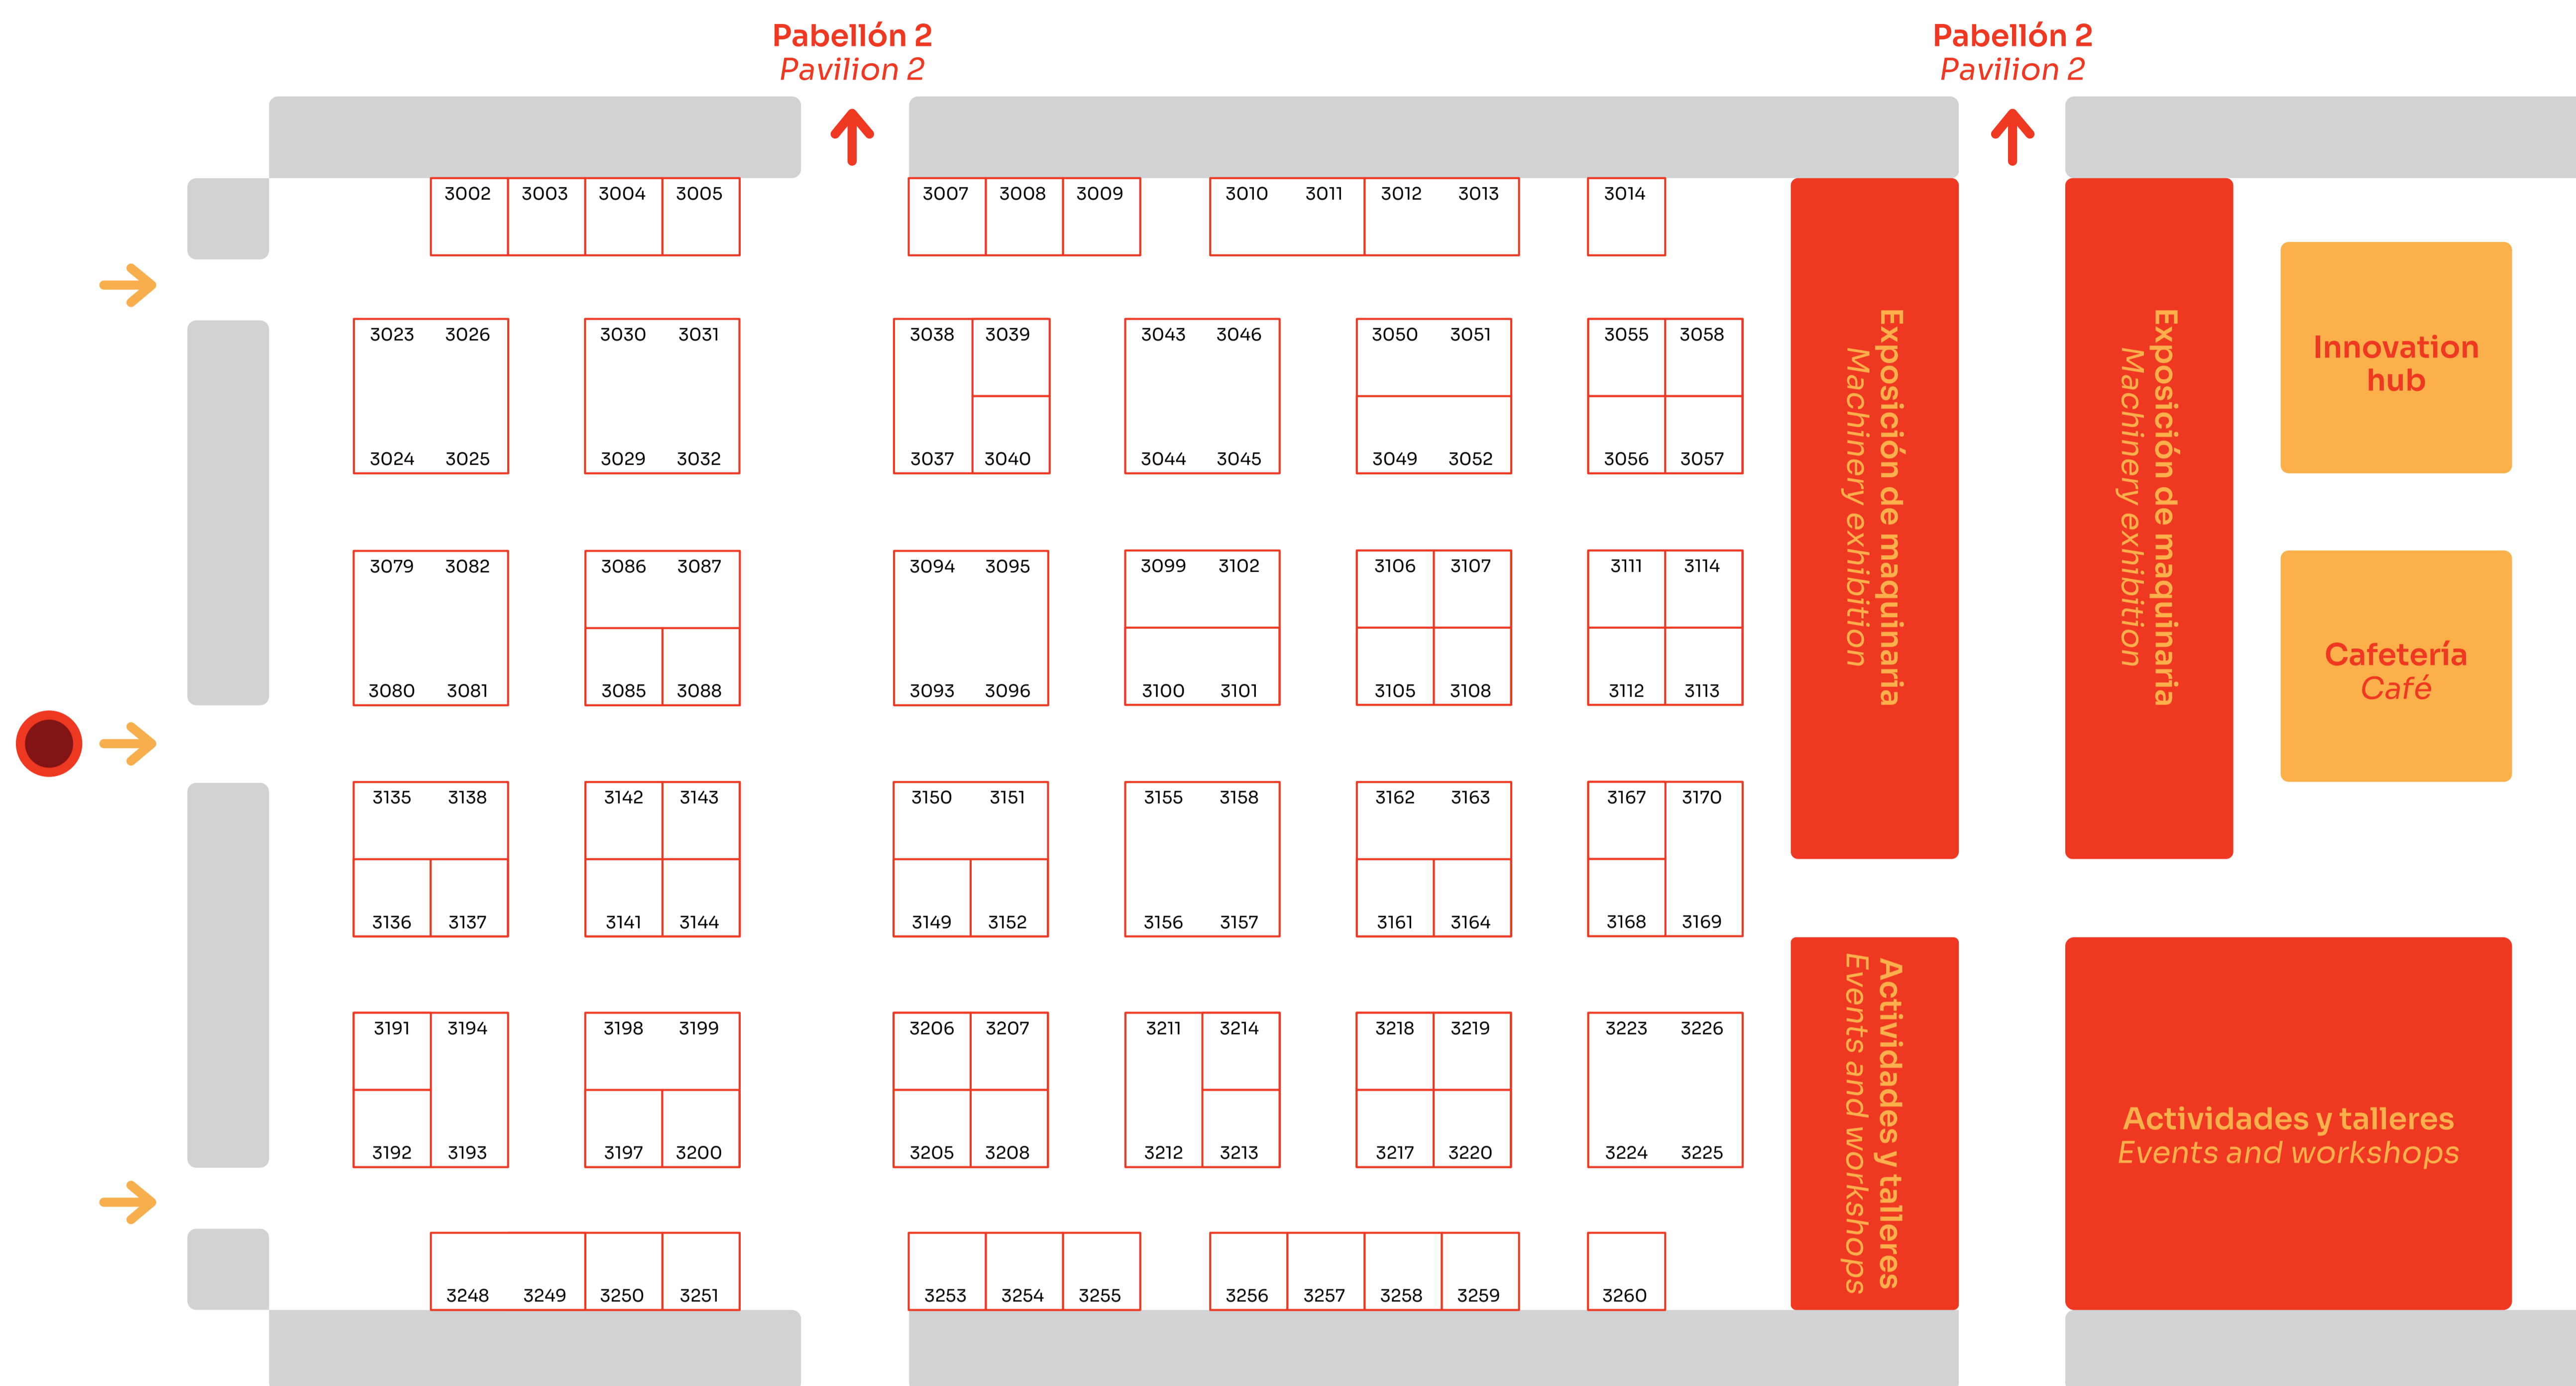 Pabellón 2
Pavilion 2
Pabellón 2
Pavilion 2
3002 3003 3004 3005 3007 3008 3009 3010 3011 3012 3013 3014
3023 3026 3030 3031 3038 3039 3043 3046 3050 3051 3055 3058
3024 3025 3029 3032 3037 3040 3044 3045 3049 3052 3056 3057
3079 3082 3086 3087 3094 3095 3099 3102 3106 3107 3111 3114
3080 3081 3085 3088 3093 3096 3100 3101 3105 3108 3112 3113
3135 3138 3142 3143 3150 3151 3155 3158 3162 3163 3167 3170
3136 3137 3141 3144 3149 3152 3156 3157 3161 3164 3168 3169
3191 3194 3198 3199 3206 3207 3211 3214 3218 3219 3223 3226
3192 3193 3197 3200 3205 3208 3212 3213 3217 3220 3224 3225
3248 3249 3250 3251 3253 3254 3255 3256 3257 3258 3259 3260
Exposición de maquinaria
Machinery exhibition
Exposición de maquinaria
Machinery exhibition
Innovation
hub
Cafetería
Café
Actividades y talleres
Events and workshops
Actividades y talleres
Events and workshops